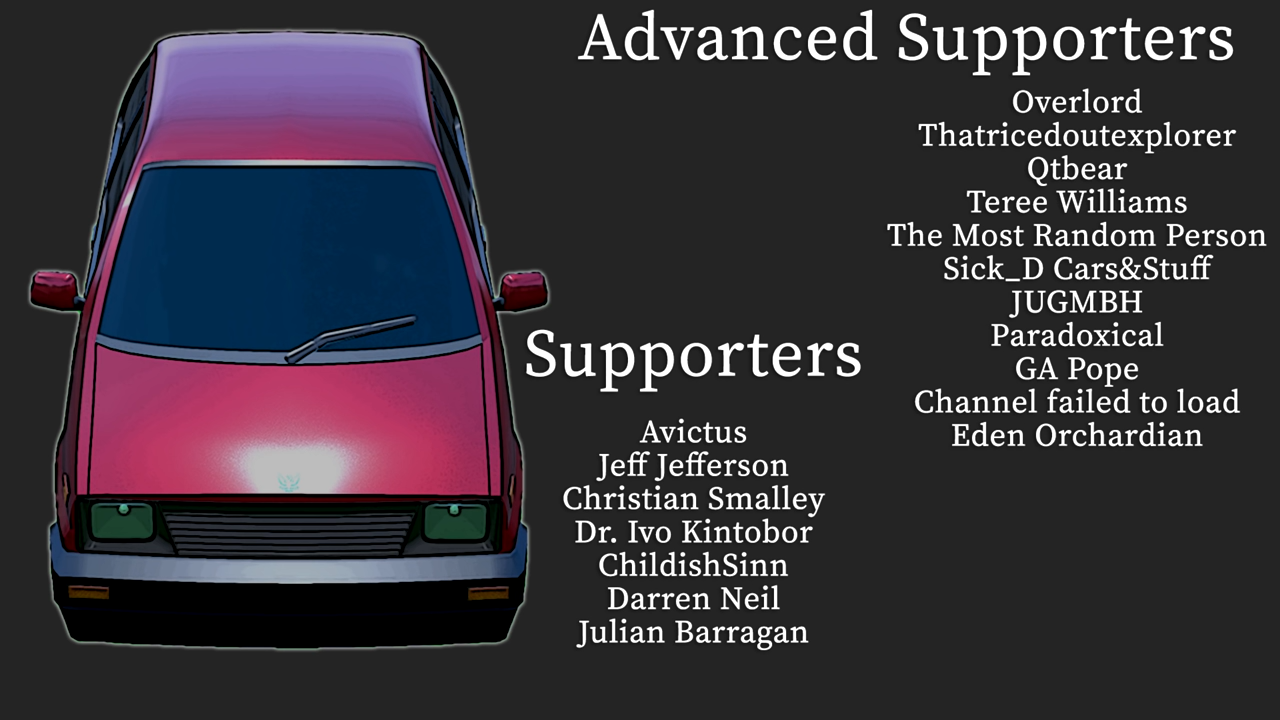 Advanced Supporters
Overlord
Thatricedoutexplorer
Qtbear
Teree Williams
The Most Random Person
Sick_D Cars&Stuff
JUGMBH
Paradoxical
GA Pope
Channel failed to load
Eden Orchardian
Supporters
Avictus
Jeff Jefferson
Christian Smalley
Dr. Ivo Kintobor
ChildishSinn
Darren Neil
Julian Barragan